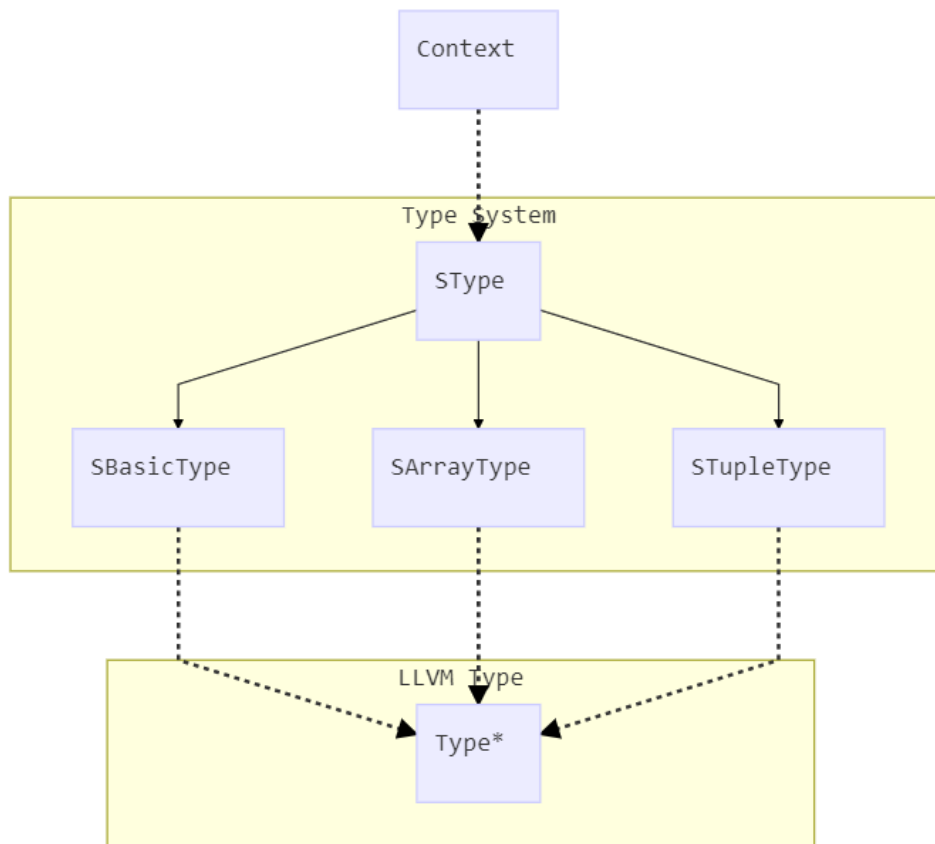 Context
Type System
SType
SBasicType
SArrayType
STupleType
LLVM Type
Type*